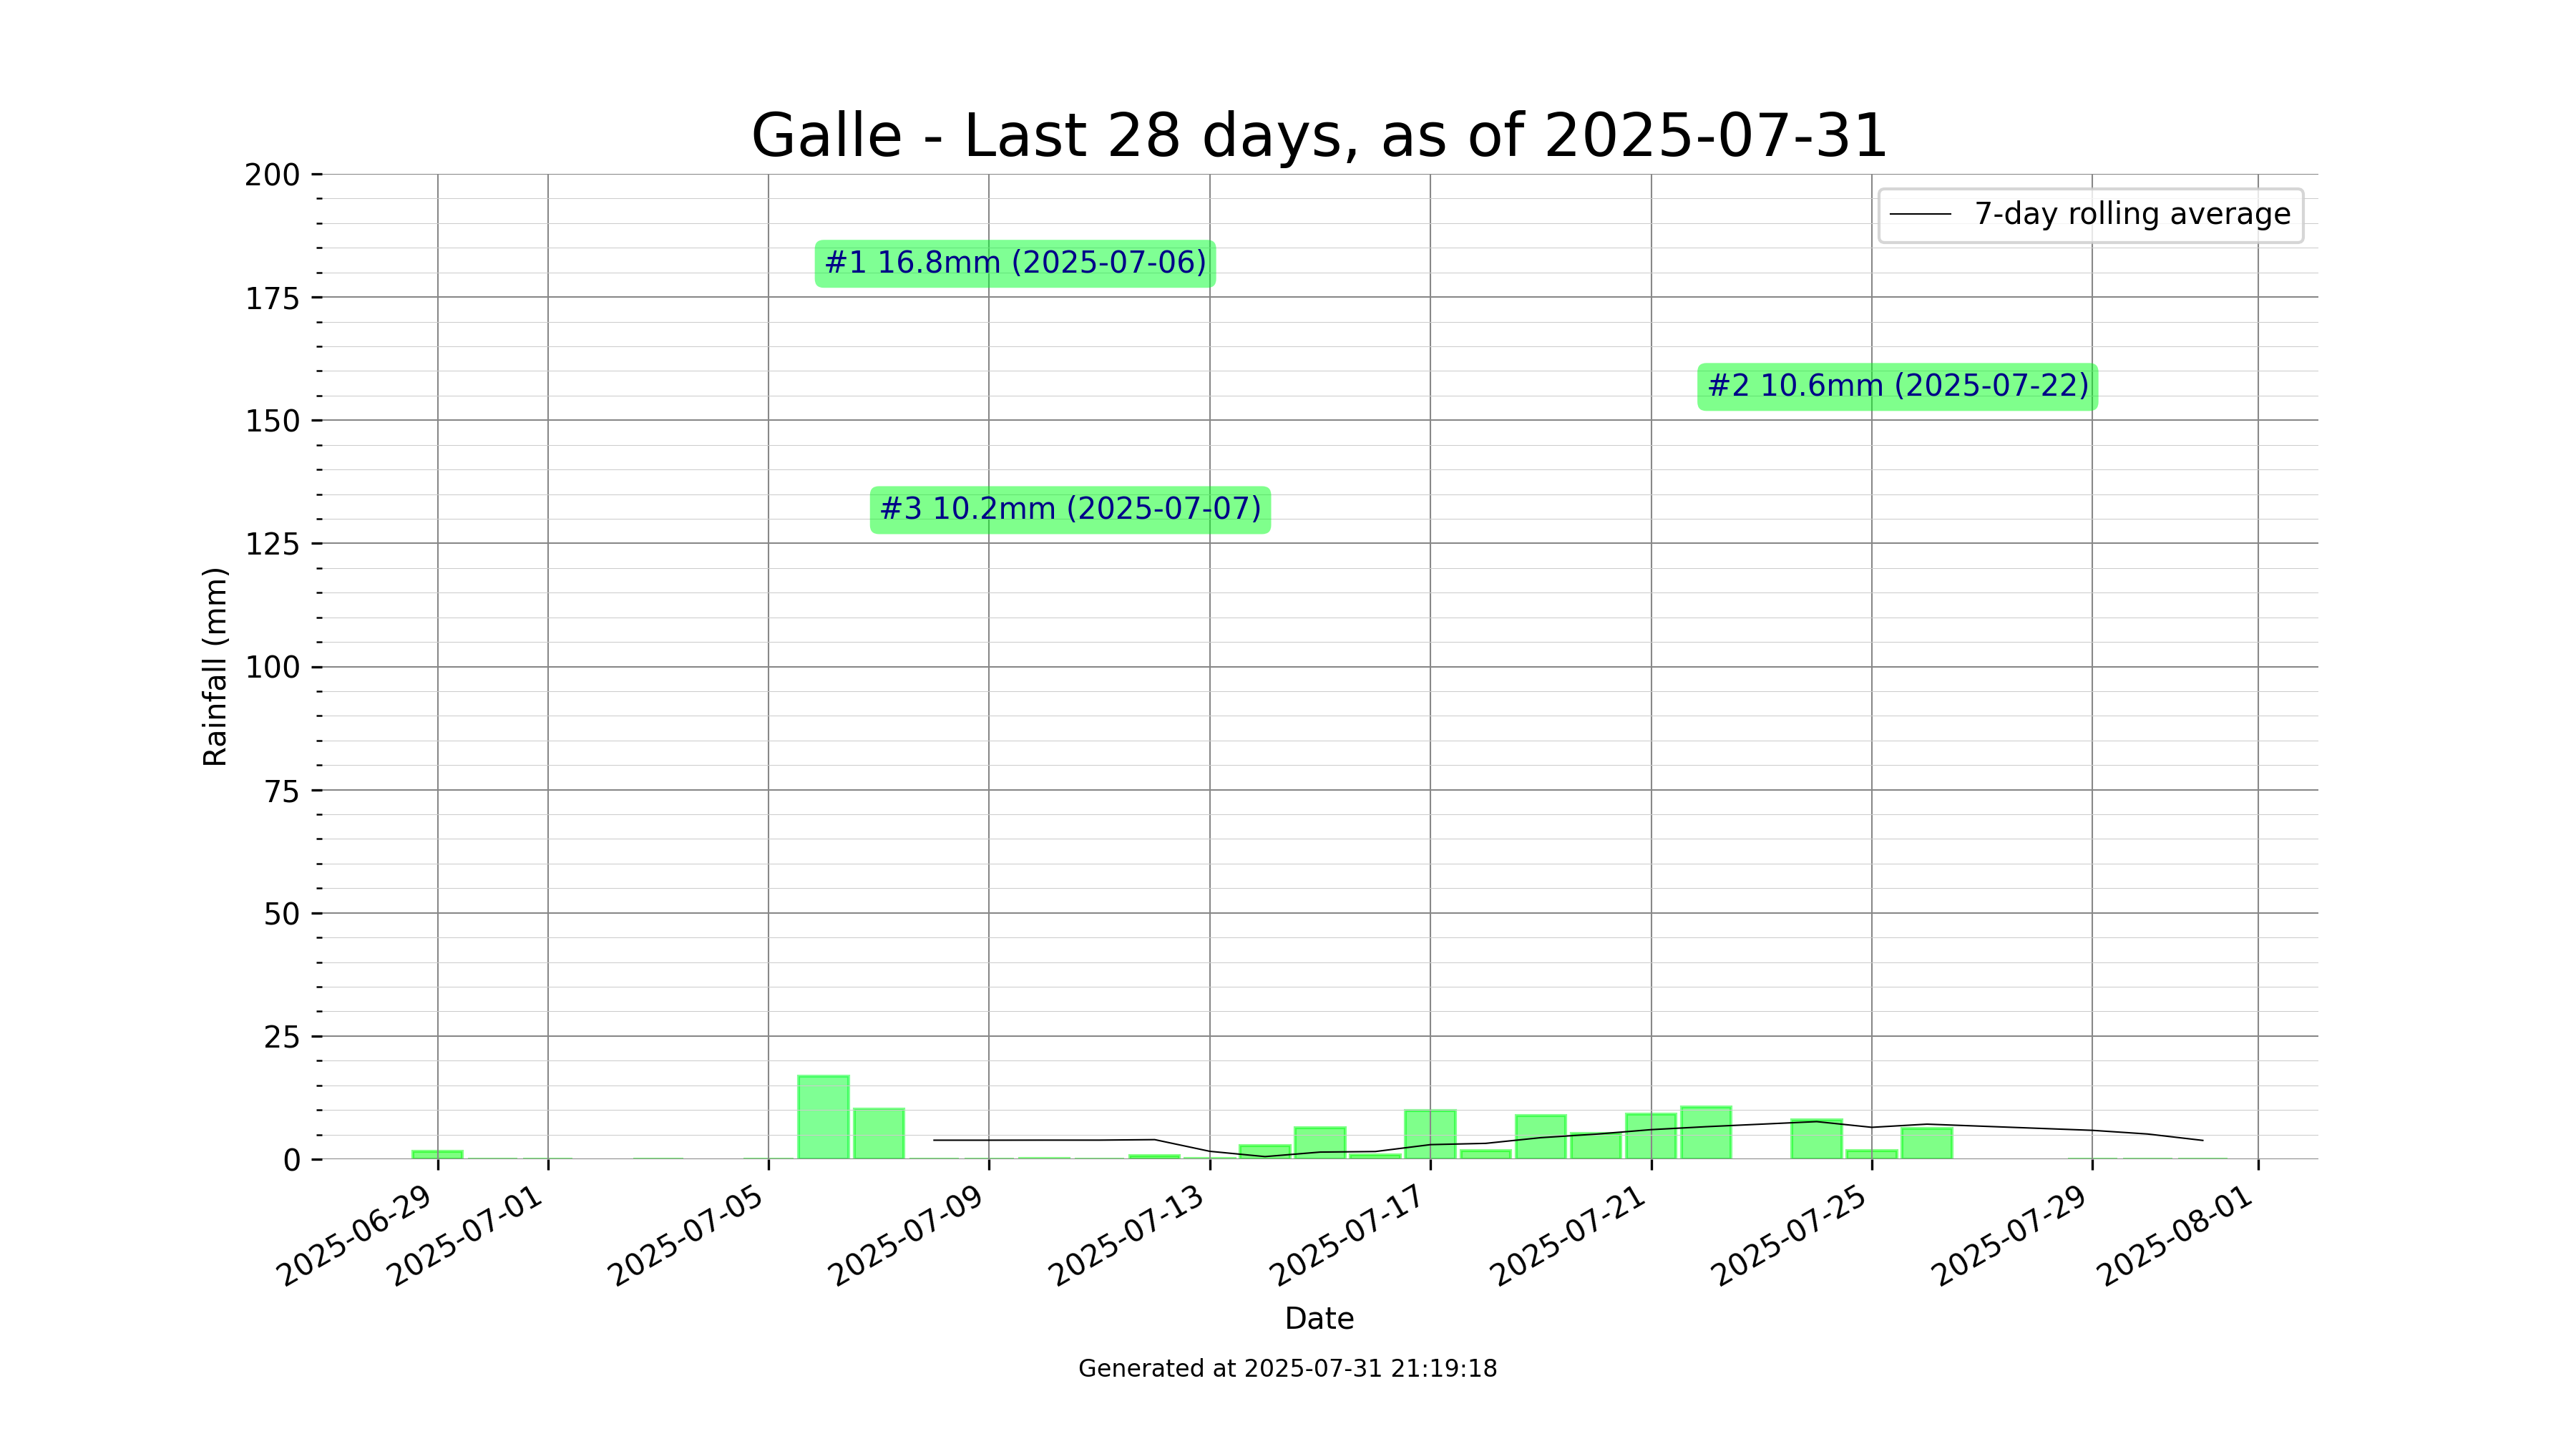 Galle - Last 28 days, as of 2025-07-31
200
175
150
125
100
75
50
25
0
Rainfall (mm)
7-day rolling average
#1 16.8mm (2025-07-06)
#2 10.6mm (2025-07-22)
#3 10.2mm (2025-07-07)
2025-06-29
2025-07-01
2025-07-05
2025-07-09
2025-07-13
2025-07-17
2025-07-21
2025-07-25
2025-07-29
2025-08-01
Date
Generated at 2025-07-31 21:19:18